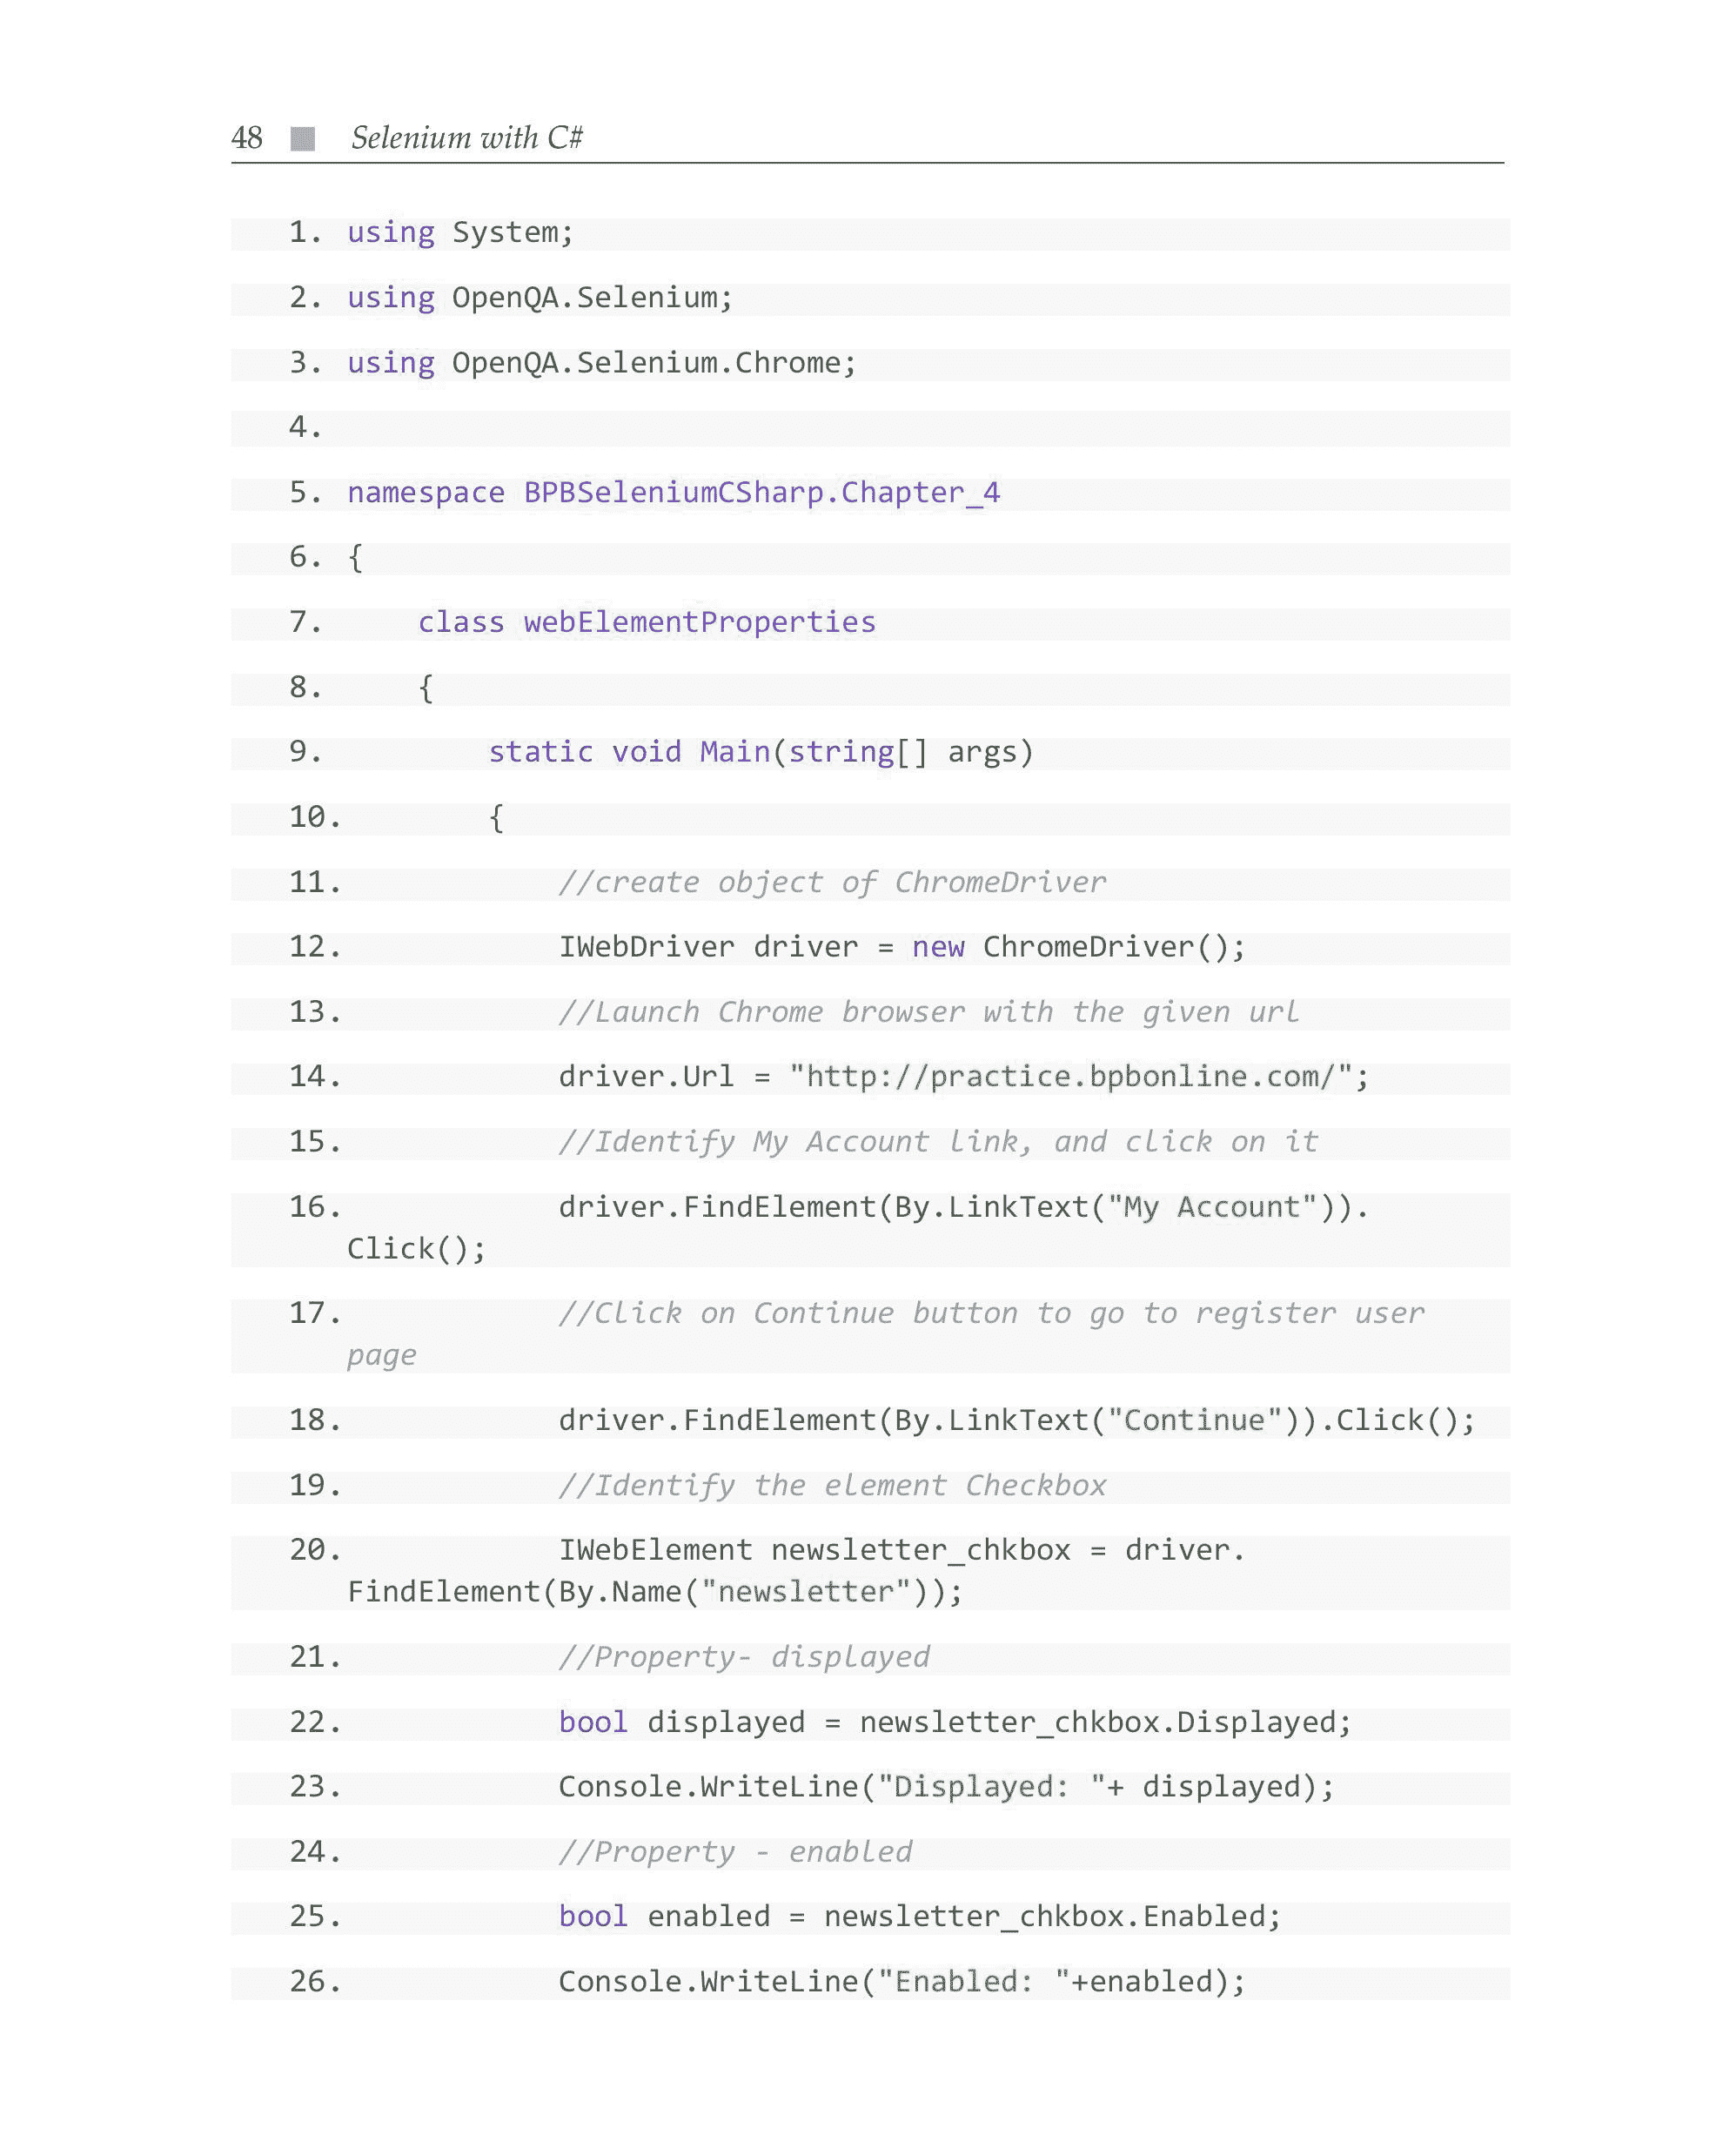 48 Selenium with C#
1. using System;
2. using OpenQA.Selenium;
3. using OpenQA.Selenium.Chrome;
4.
5. namespace BPBSeleniumCSharp.Chapter_4
6. {
7.     class webElementProperties
8.     {
9.         static void Main(string[] args)
10.         {
11.             //create object of ChromeDriver
12.             IWebDriver driver = new ChromeDriver();
13.             //Launch Chrome browser with the given url
14.             driver.Url = "http://practice.bpbonline.com/";
15.             //Identify My Account link, and click on it
16.             driver.FindElement(By.LinkText("My Account")).
Click();
17.             //Click on Continue button to go to register user
page
18.             driver.FindElement(By.LinkText("Continue")).Click();
19.             //Identify the element Checkbox
20.             IWebElement newsletter_chkbox = driver.
FindElement(By.Name("newsletter"));
21.             //Property- displayed
22.             bool displayed = newsletter_chkbox.Displayed;
23.             Console.WriteLine("Displayed: "+ displayed);
24.             //Property - enabled
25.             bool enabled = newsletter_chkbox.Enabled;
26.             Console.WriteLine("Enabled: "+enabled);